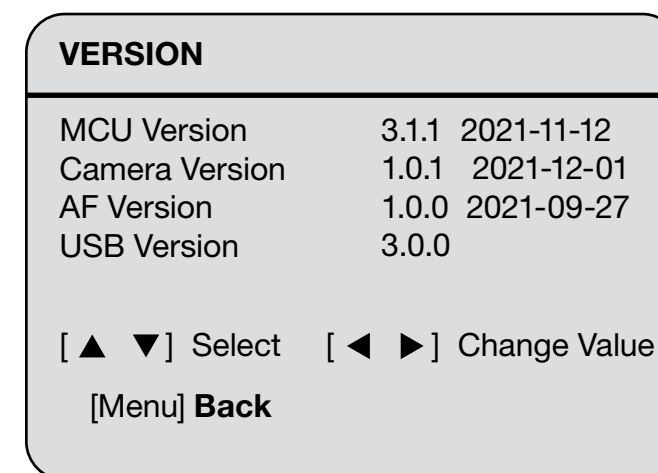 VERSION
MCU Version 3.1.1 2021-11-12
Camera Version 1.0.1 2021-12-01
AF Version 1.0.0 2021-09-27
USB Version 3.0.0
[ ▲ ▼ ] Select [ ◀ ▶ ] Change Value
[Menu] Back